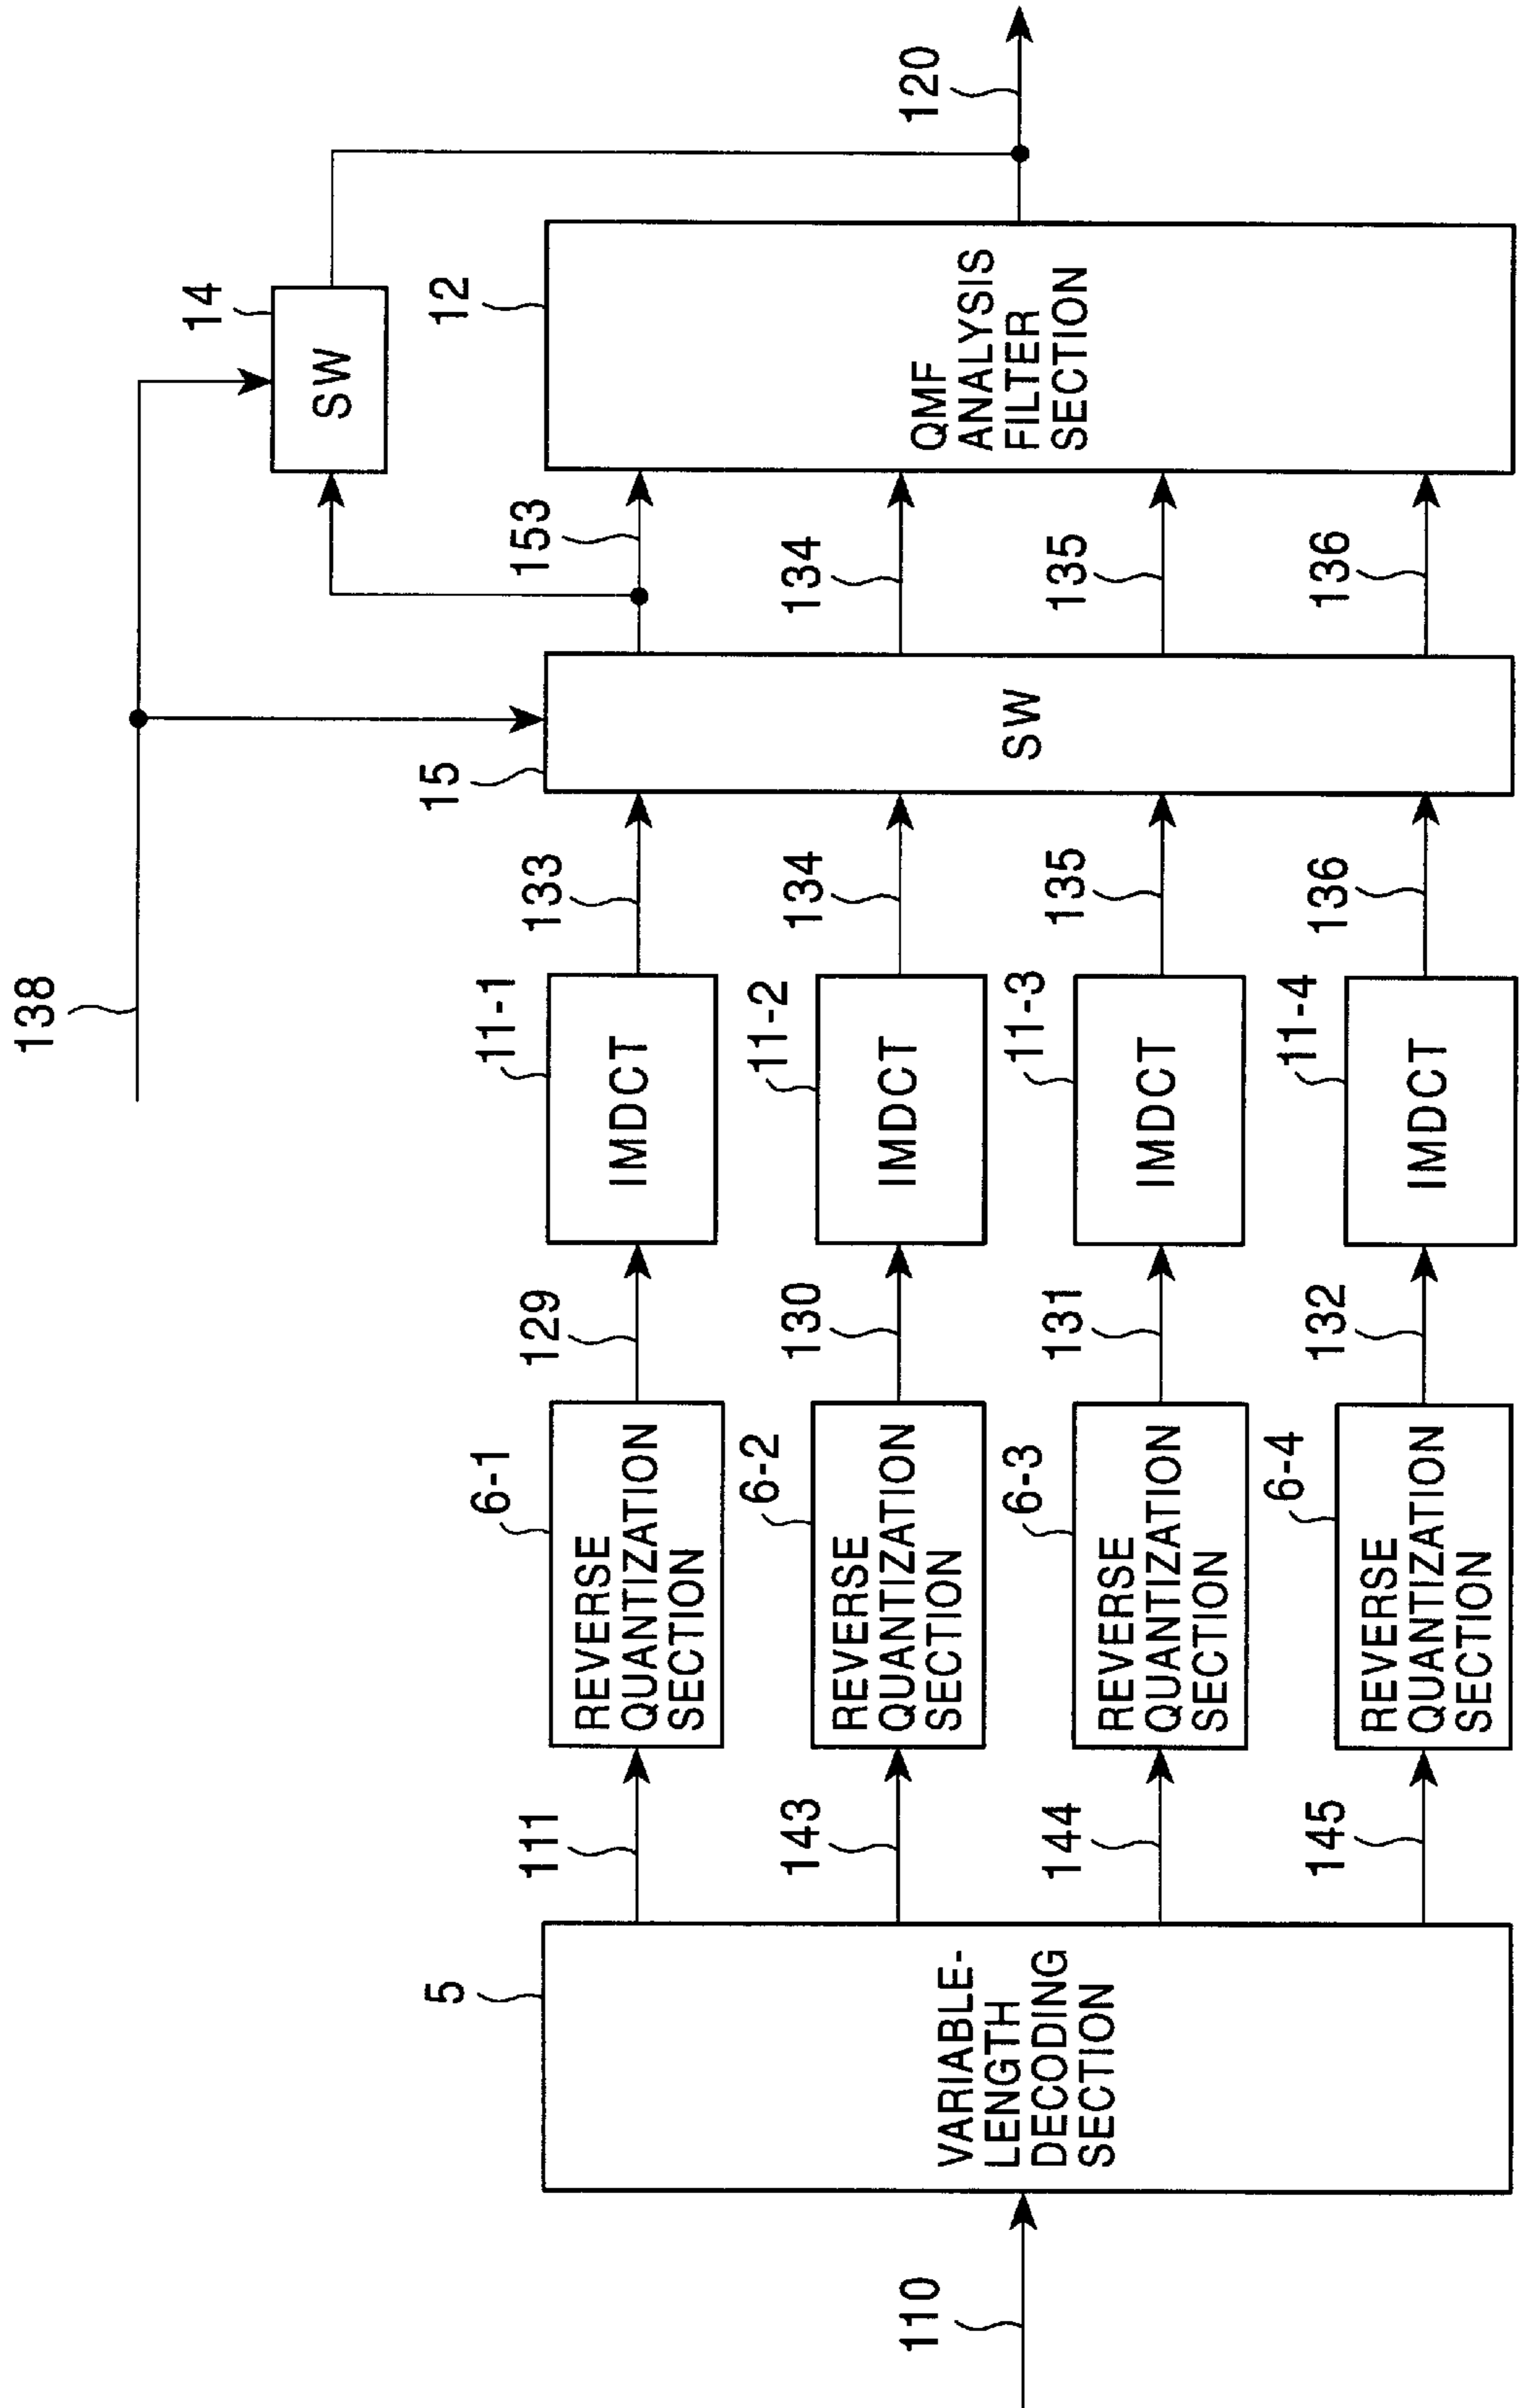 138
14
SW
120
15
12
5
6-1
11-1
110
111
129
133
153
VARIABLE-
LENGTH
DECODING
SECTION
REVERSE
QUANTIZATION
SECTION
IMDCT
SW
QMF
ANALYSIS
FILTER
SECTION
6-2
11-2
143
130
134
134
REVERSE
QUANTIZATION
SECTION
IMDCT
6-3
11-3
144
131
135
135
REVERSE
QUANTIZATION
SECTION
IMDCT
6-4
11-4
145
132
136
136
REVERSE
QUANTIZATION
SECTION
IMDCT